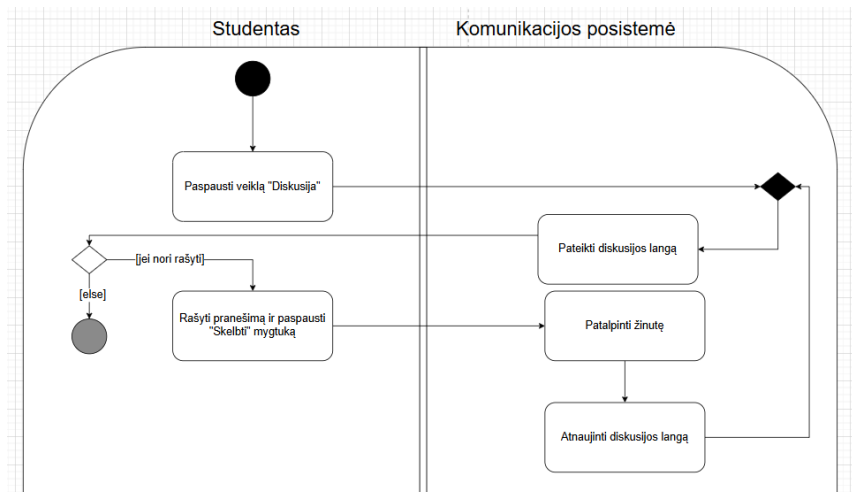 Studentas
Komunikacijos posistemė
Paspausti veiklą "Diskusija"
Pateikti diskusijos langą
[jei nori rašyti]
[else]
Rašyti pranešimą ir paspausti
"Skelbti" mygtuką
Patalpinti žinutę
Atnaujinti diskusijos langą